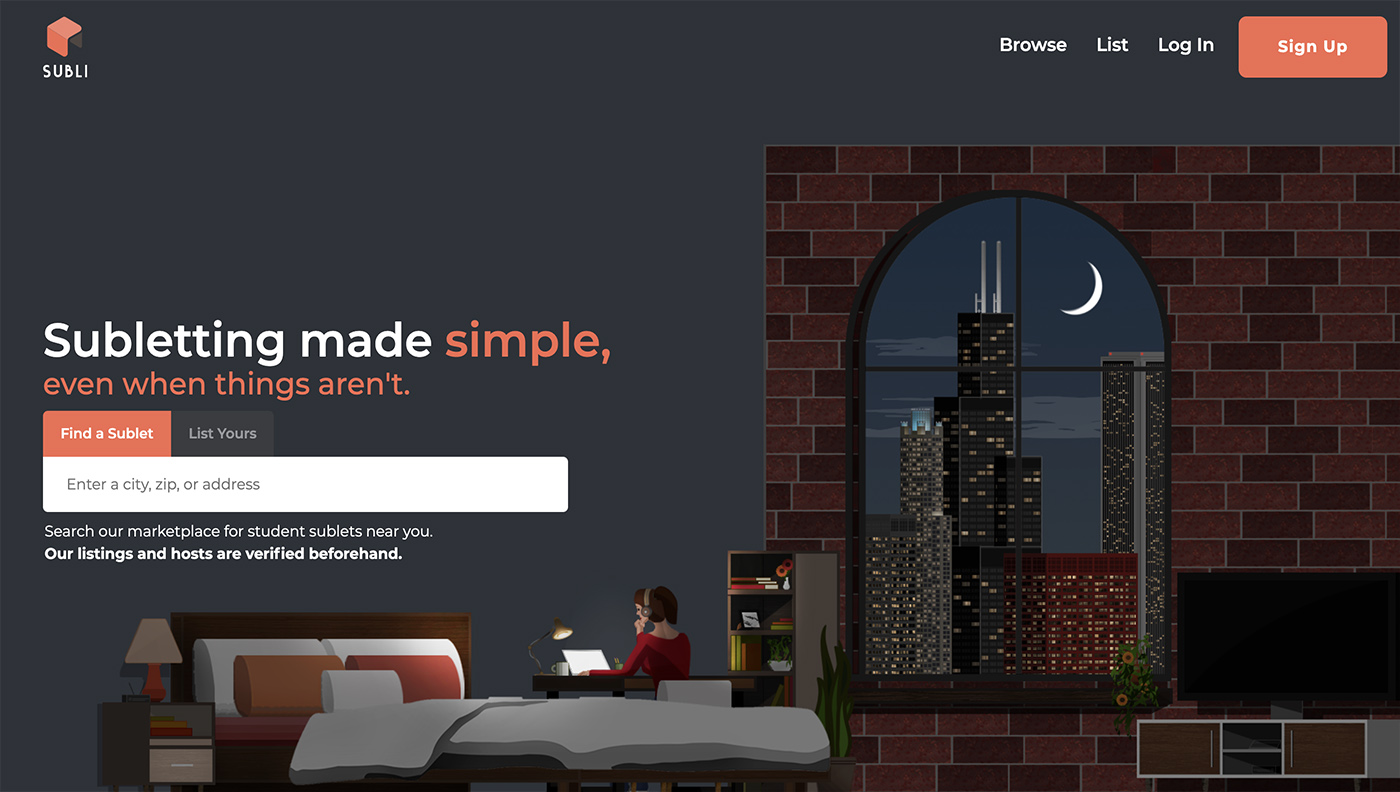 SUBLI
Browse
List
Log In
Sign Up
Subletting made simple,
even when things aren't.
Find a Sublet
List Yours
Enter a city, zip, or address
Search our marketplace for student sublets near you.
Our listings and hosts are verified beforehand.